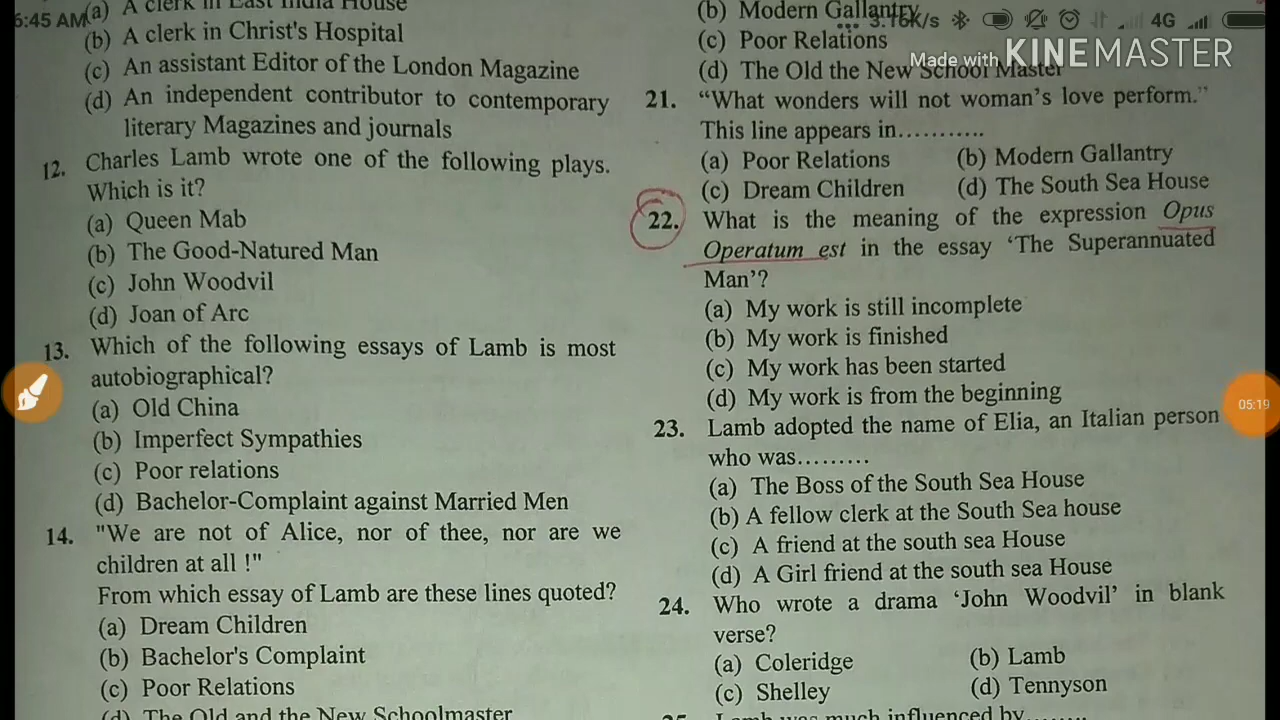 6:45 AM
3.16K/s
4G
Made with KINEMASTER
05:19
(a) A clerk in East India House
(b) A clerk in Christ's Hospital
(c) An assistant Editor of the London Magazine
(d) An independent contributor to contemporary
literary Magazines and journals
12. Charles Lamb wrote one of the following plays.
Which is it?
(a) Queen Mab
(b) The Good-Natured Man
(c) John Woodvil
(d) Joan of Arc
13. Which of the following essays of Lamb is most
autobiographical?
(a) Old China
(b) Imperfect Sympathies
(c) Poor relations
(d) Bachelor-Complaint against Married Men
14. "We are not of Alice, nor of thee, nor are we
children at all !"
From which essay of Lamb are these lines quoted?
(a) Dream Children
(b) Bachelor's Complaint
(c) Poor Relations
(d) The Old and the New Schoolmaster
(b) Modern Gallantry
(c) Poor Relations
(d) The Old the New School Master
21. “What wonders will not woman’s love perform.”
This line appears in...........
(a) Poor Relations (b) Modern Gallantry
(c) Dream Children (d) The South Sea House
22. What is the meaning of the expression Opus
Operatum est in the essay ‘The Superannuated
Man’?
(a) My work is still incomplete
(b) My work is finished
(c) My work has been started
(d) My work is from the beginning
23. Lamb adopted the name of Elia, an Italian person
who was.........
(a) The Boss of the South Sea House
(b) A fellow clerk at the South Sea house
(c) A friend at the south sea House
(d) A Girl friend at the south sea House
24. Who wrote a drama ‘John Woodvil’ in blank
verse?
(a) Coleridge (b) Lamb
(c) Shelley (d) Tennyson
25. Lamb was much influenced by........